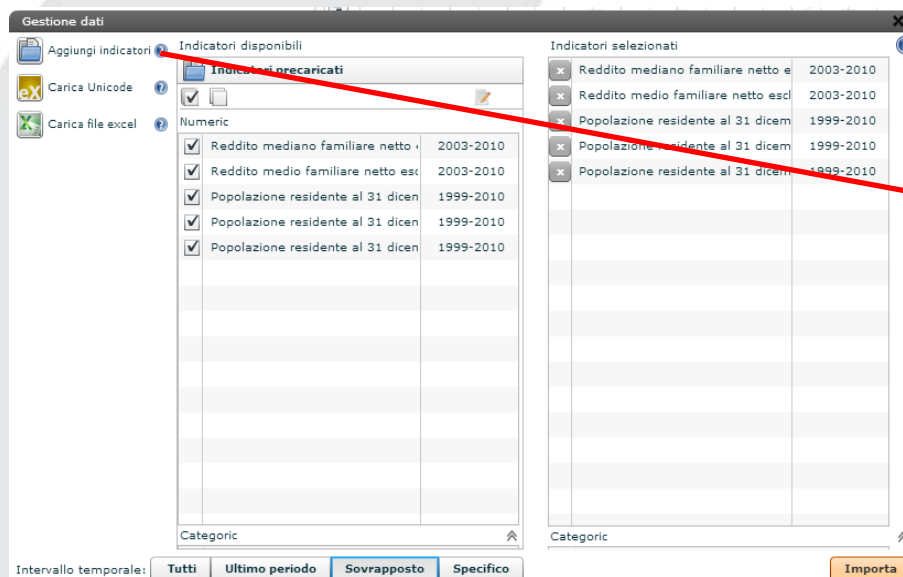 Gestione dati
Aggiungi indicatori
Carica Unicode
Carica file excel
Indicatori disponibili
Indicatori precaricati
Numeric
Reddito mediano familiare netto 2003-2010
Reddito medio familiare netto esc 2003-2010
Popolazione residente al 31 dicen 1999-2010
Popolazione residente al 31 dicen 1999-2010
Popolazione residente al 31 dicen 1999-2010
Categoric
Indicatori selezionati
Reddito mediano familiare netto e 2003-2010
Reddito medio familiare netto escl 2003-2010
Popolazione residente al 31 dicem 1999-2010
Popolazione residente al 31 dicem 1999-2010
Popolazione residente al 31 dicem 1999-2010
Categoric
Intervallo temporale: Tutti Ultimo periodo Sovrapposto Specifico Importa